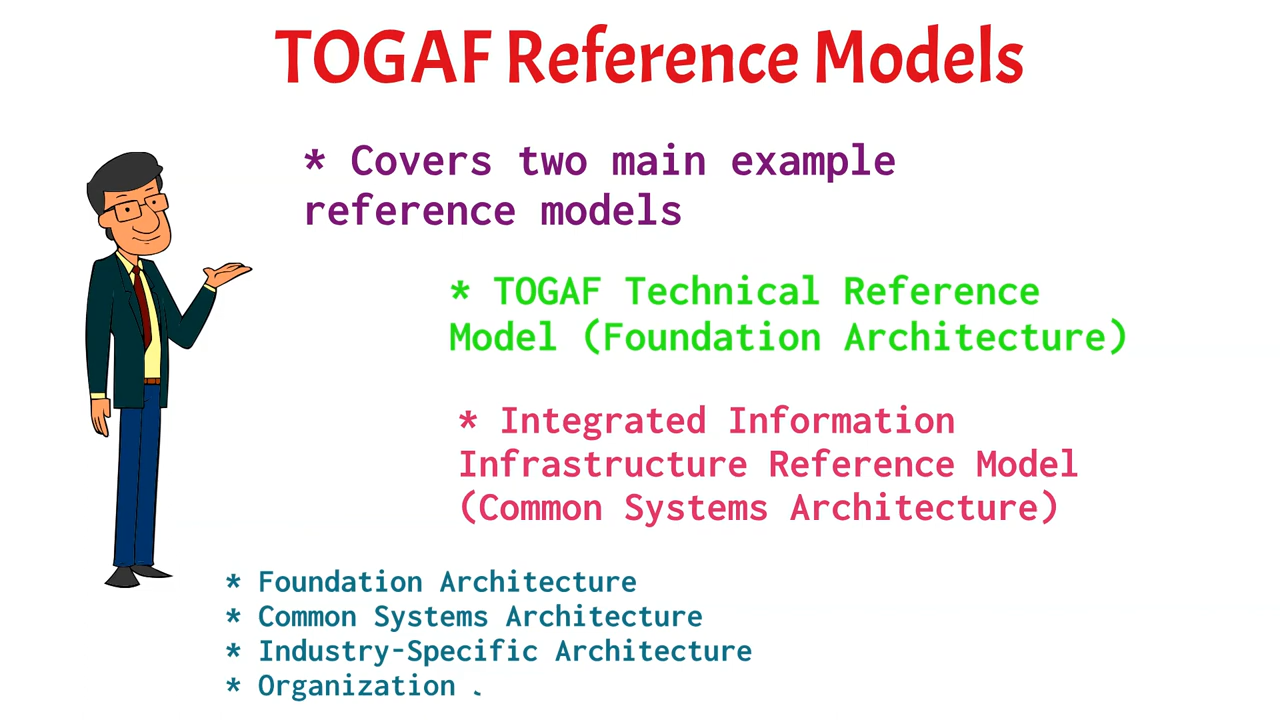 TOGAF Reference Models
* Covers two main example
reference models
* TOGAF Technical Reference
Model (Foundation Architecture)
* Integrated Information
Infrastructure Reference Model
(Common Systems Architecture)
* Foundation Architecture
* Common Systems Architecture
* Industry-Specific Architecture
* Organization